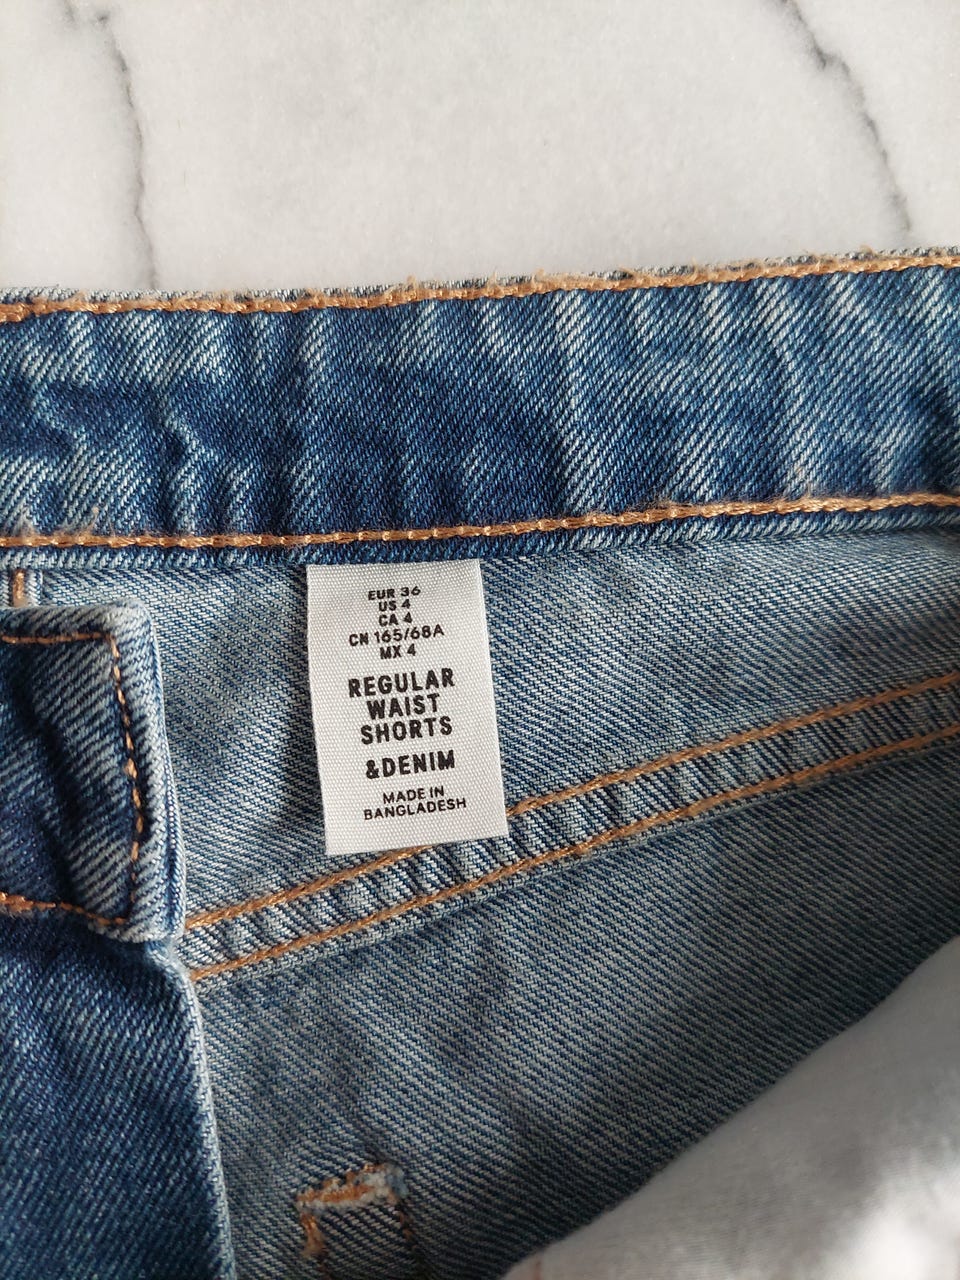 EUR 36
US 4
CA 4
CN 165/68A
MX 4
REGULAR
WAIST
SHORTS
&DENIM
MADE IN
BANGLADESH